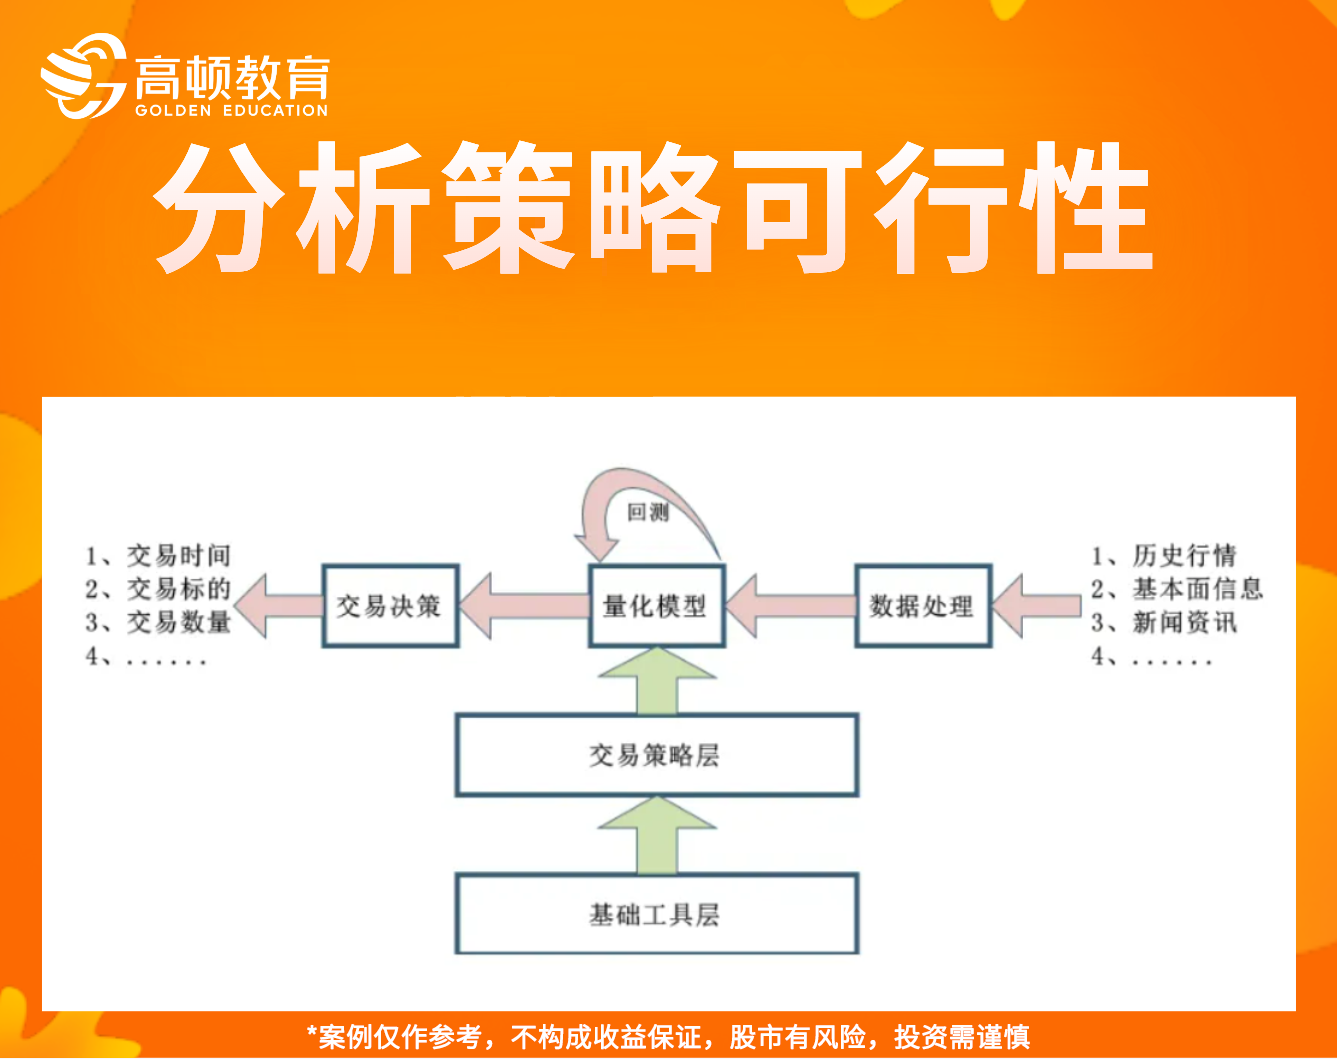 高顿教育
GOLDEN EDUCATION
分析策略可行性
回测
1、交易时间
2、交易标的
3、交易数量
4、......
交易决策
量化模型
数据处理
1、历史行情
2、基本面信息
3、新闻资讯
4、......
交易策略层
基础工具层
*案例仅作参考，不构成收益保证，股市有风险，投资需谨慎